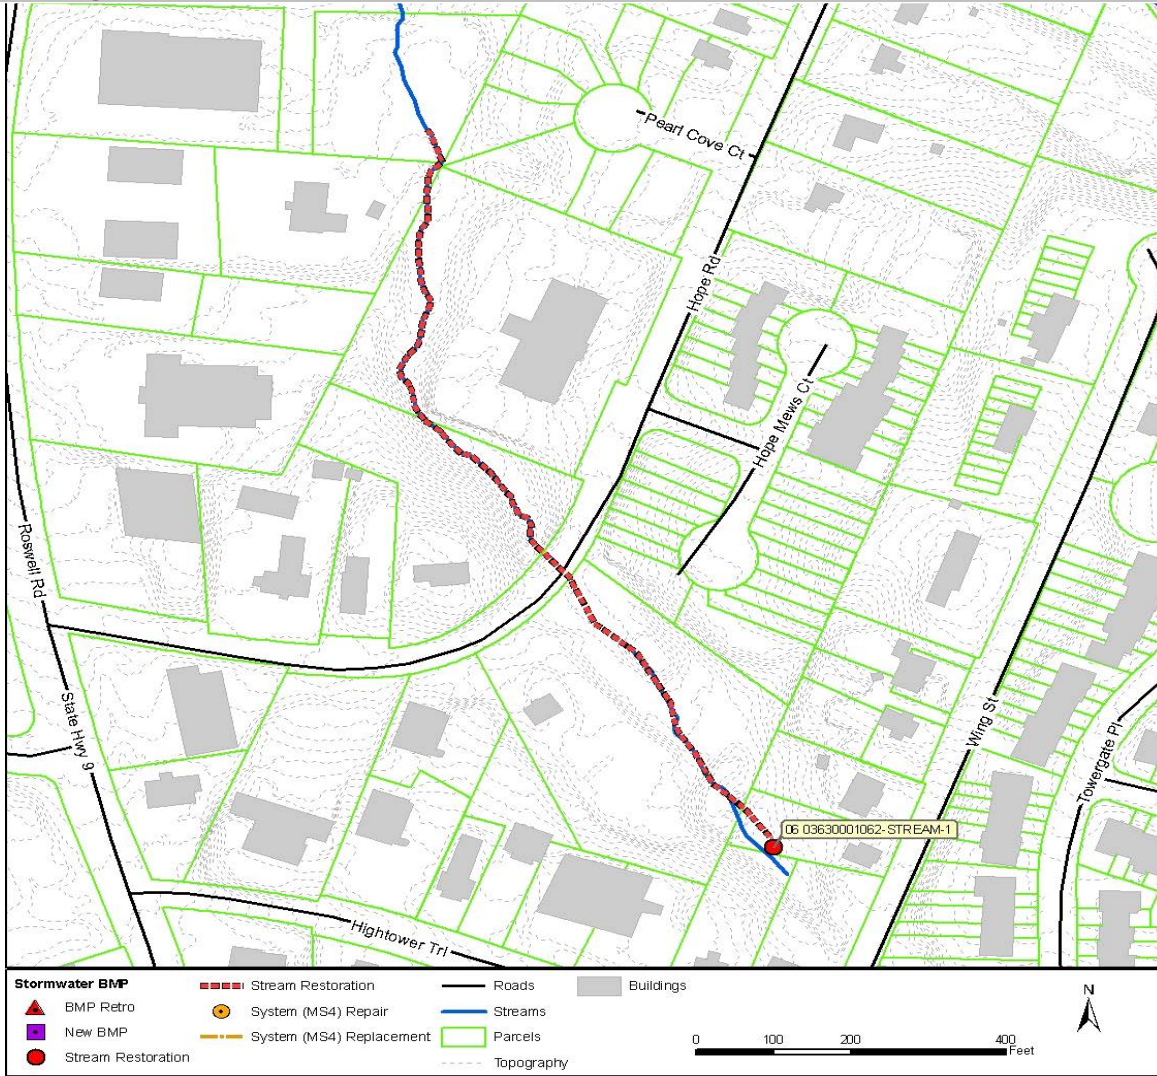 Pearl Cove Ct
Hope Rd
Hope Mews Ct
Roswell Rd
State Hwy 9
Wing St
Towergate Pl
06 03630001062-STREAM-1
Hightower Trl
Stormwater BMP
BMP Retro
New BMP
Stream Restoration
Stream Restoration
System (MS4) Repair
System (MS4) Replacement
Roads
Streams
Parcels
Topography
Buildings
N
0 100 200 400
Feet